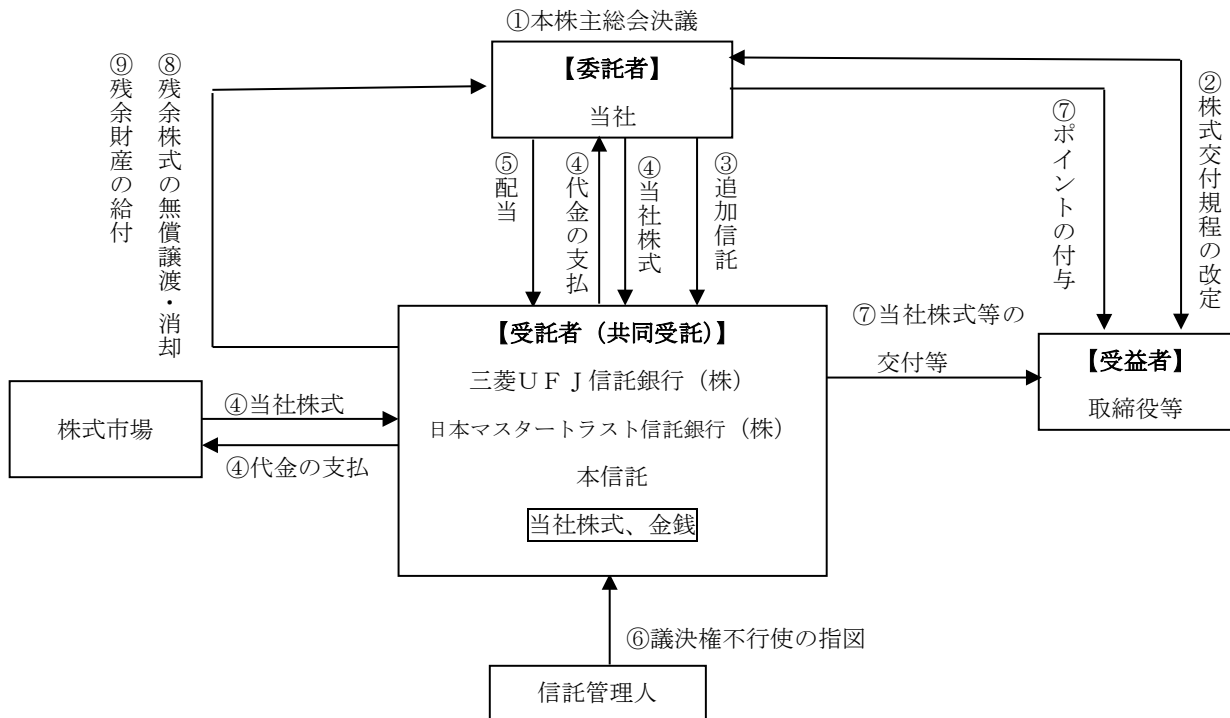 ①本株主総会決議
【委託者】
当社
⑨残余財産の給付
⑧残余株式の無償譲渡・消却
⑤配当
④代金の支払
④当社株式
③追加信託
⑦ポイントの付与
②株式交付規程の改定
【受託者（共同受託）】
三菱ＵＦＪ信託銀行（株）
日本マスタートラスト信託銀行（株）
本信託
当社株式、金銭
⑦当社株式等の
交付等
【受益者】
取締役等
株式市場
④当社株式
④代金の支払
⑥議決権不行使の指図
信託管理人